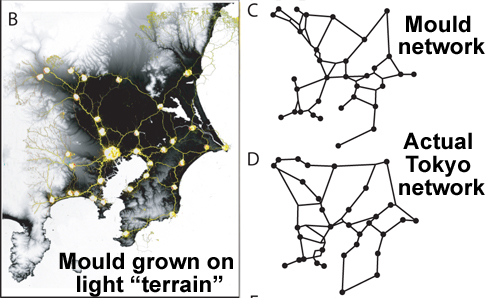 B
Mould grown on
light “terrain”
C
Mould
network
D
Actual
Tokyo
network